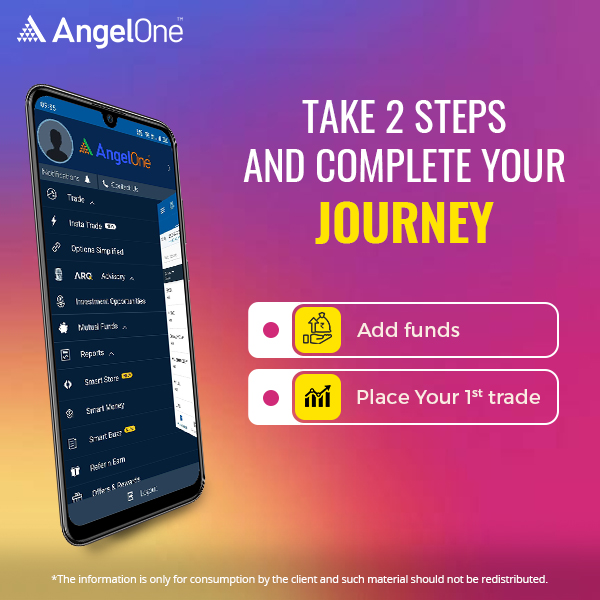 AngelOne™
TAKE 2 STEPS
AND COMPLETE YOUR
JOURNEY
Add funds
Place Your 1st trade
AngelOne
Notifications
Contact Us
Trade
Insta Trade
Options Simplified
ARQ Advisory
Investment Opportunities
Mutual Funds
Reports
Smart Store
Smart Money
Smart Buzz
Refer n Earn
Offers & Rewards
Logout
*The information is only for consumption by the client and such material should not be redistributed.